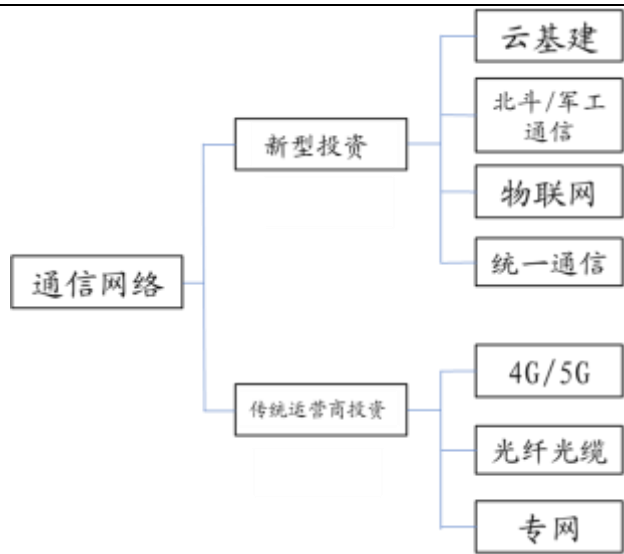 云基建
北斗/军工
通信
新型投资
物联网
统一通信
通信网络
4G/5G
传统运营商投资
光纤光缆
专网